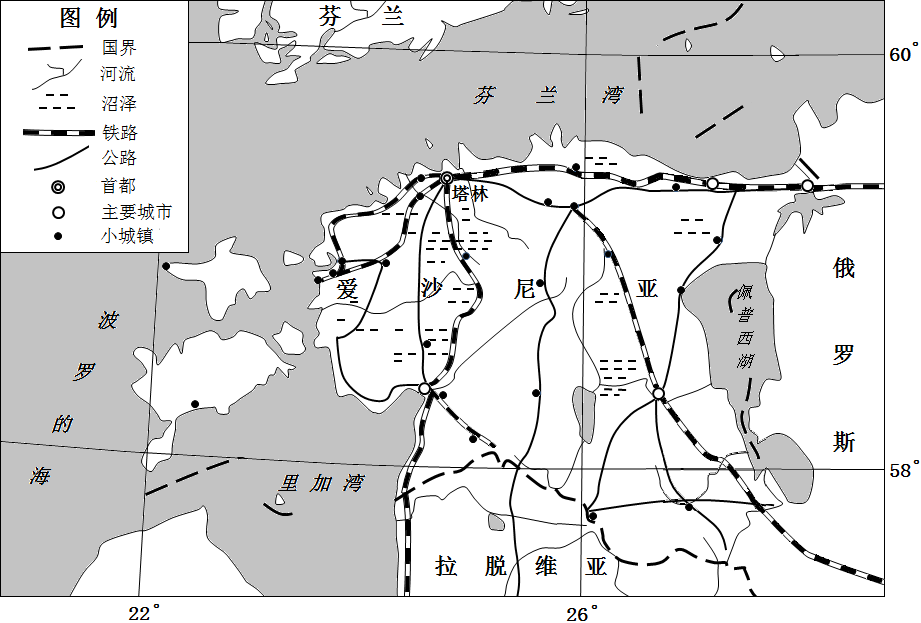 图 例
国界
河流
沼泽
铁路
公路
首都
主要城市
小城镇
芬 兰
60°
芬 兰 湾
塔林
爱 沙 尼 亚
俄
罗
斯
佩
普
西
湖
波
罗
的
海
里 加 湾
58°
拉 脱 维 亚
22°
26°